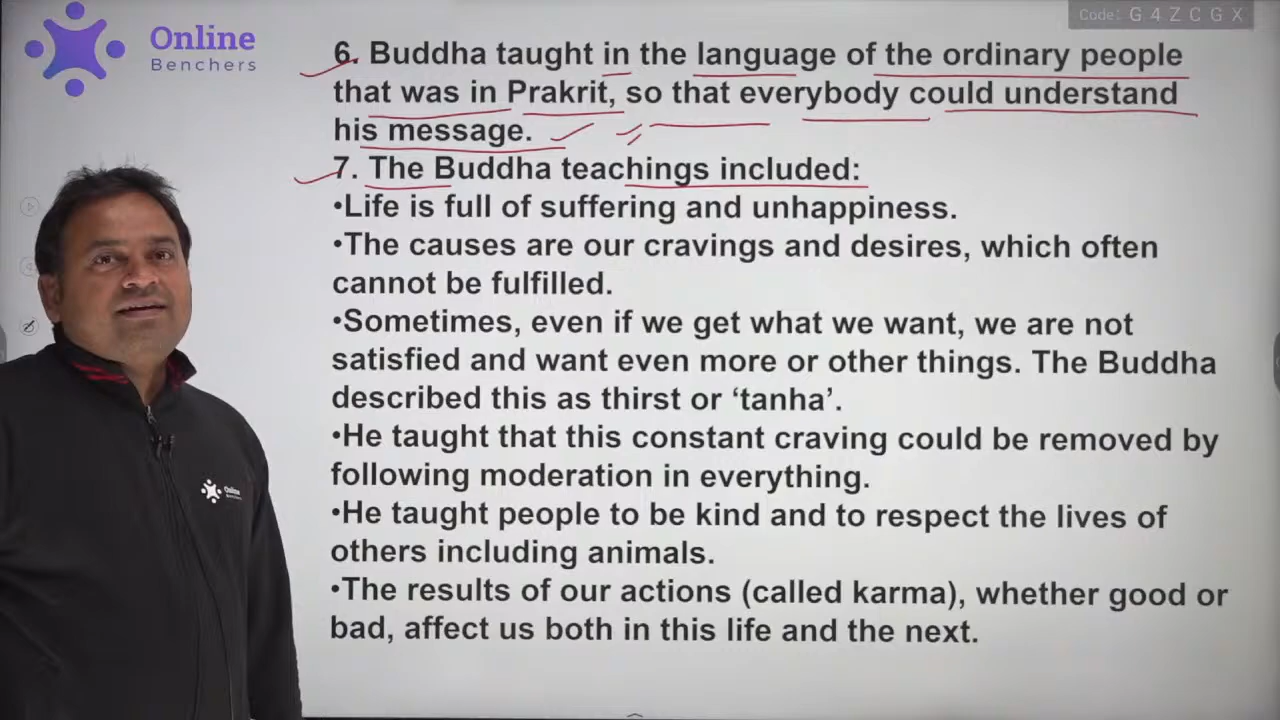 Code: G 4 Z C G X
Online
Benchers
6. Buddha taught in the language of the ordinary people
that was in Prakrit, so that everybody could understand
his message.
7. The Buddha teachings included:
•Life is full of suffering and unhappiness.
•The causes are our cravings and desires, which often
cannot be fulfilled.
•Sometimes, even if we get what we want, we are not
satisfied and want even more or other things. The Buddha
described this as thirst or ‘tanha’.
•He taught that this constant craving could be removed by
following moderation in everything.
•He taught people to be kind and to respect the lives of
others including animals.
•The results of our actions (called karma), whether good or
bad, affect us both in this life and the next.
Online
Benchers